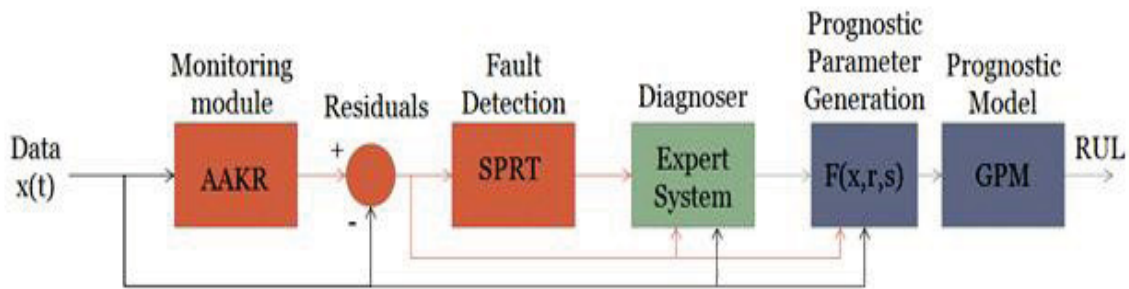 Data
x(t)
Monitoring
module
AAKR
Residuals
+
-
Fault
Detection
SPRT
Diagnoser
Expert
System
Prognostic
Parameter
Generation
F(x,r,s)
Prognostic
Model
GPM
RUL